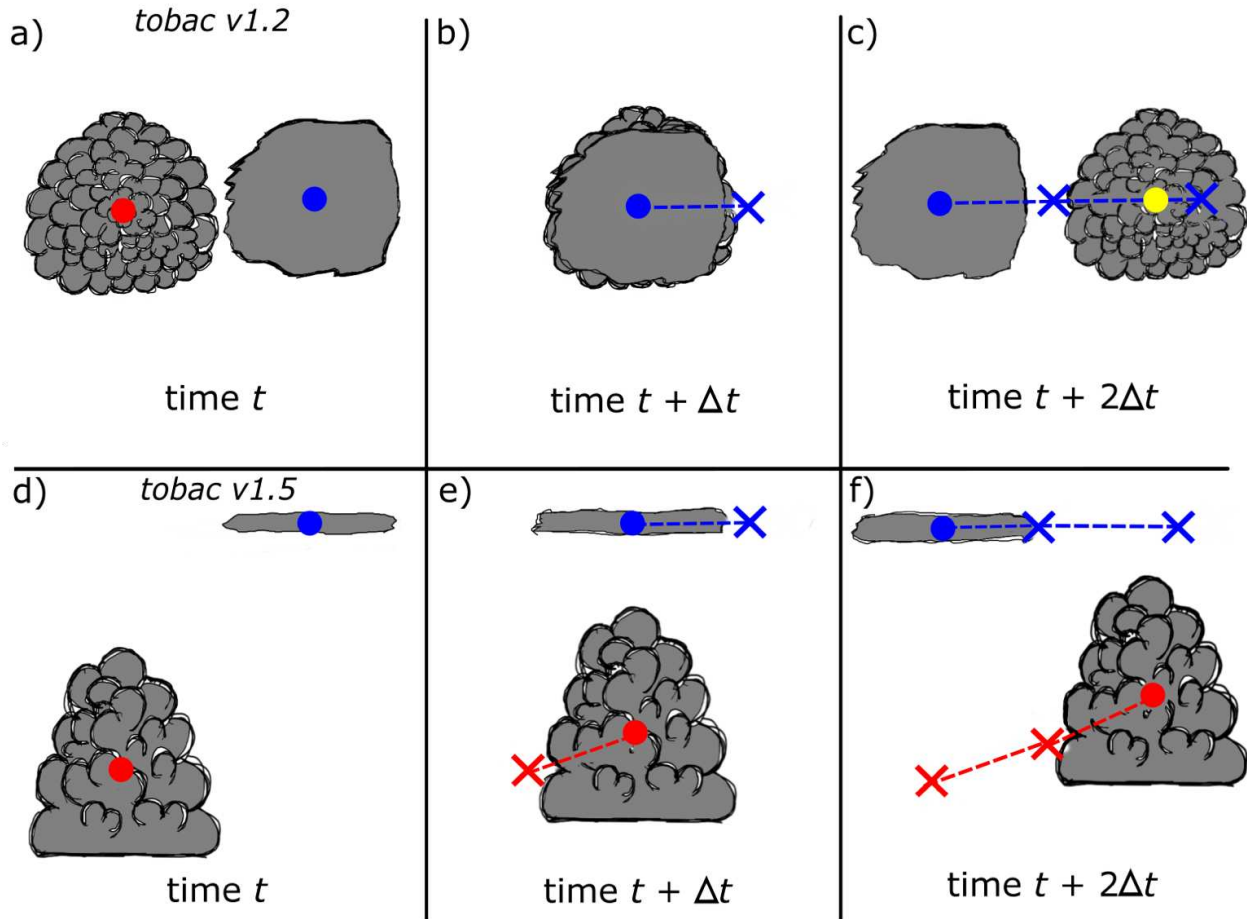 a)
tobac v1.2
time t
b)
time t + Δt
c)
time t + 2Δt
d)
tobac v1.5
time t
e)
time t + Δt
f)
time t + 2Δt